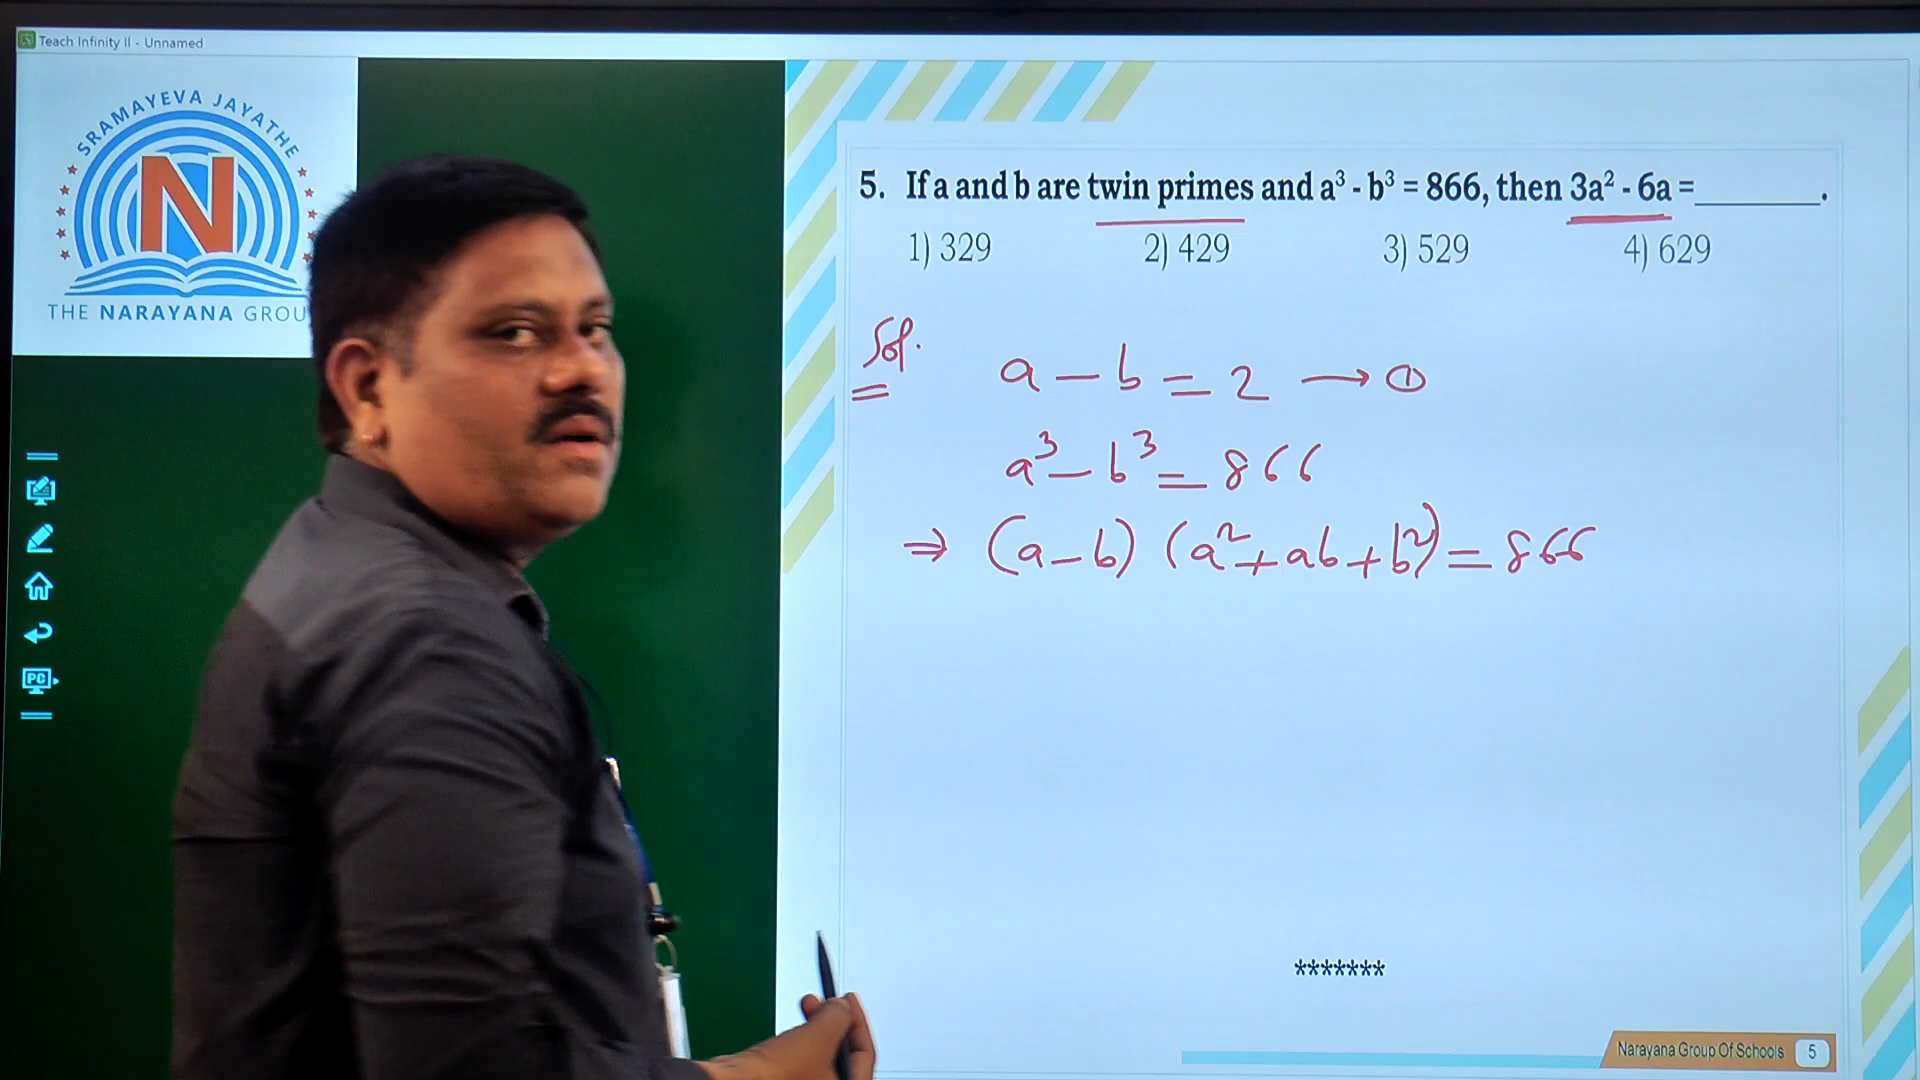 Teach Infinity II - Unnamed
SRAMAYEVA JAYATHE
N
THE NARAYANA GROU
PC
5. If a and b are twin primes and a³ - b³ = 866, then 3a² - 6a = ________.
1) 329 2) 429 3) 529 4) 629
Sol.
a - b = 2 → ①
a³ - b³ = 866
⇒ (a - b) (a² + ab + b²) = 866
*******
Narayana Group Of Schools 5